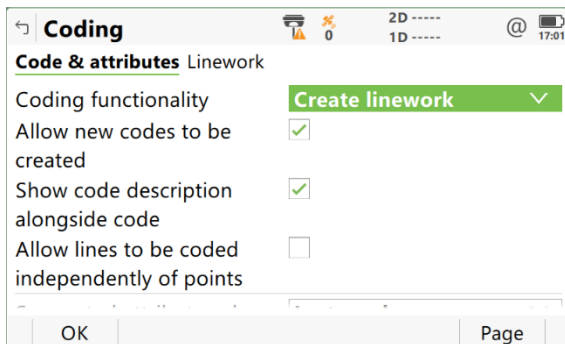 Coding
0
2D -----
1D -----
@
17:01
Code & attributes Linework
Coding functionality
Create linework
Allow new codes to be
created
Show code description
alongside code
Allow lines to be coded
independently of points
OK
Page